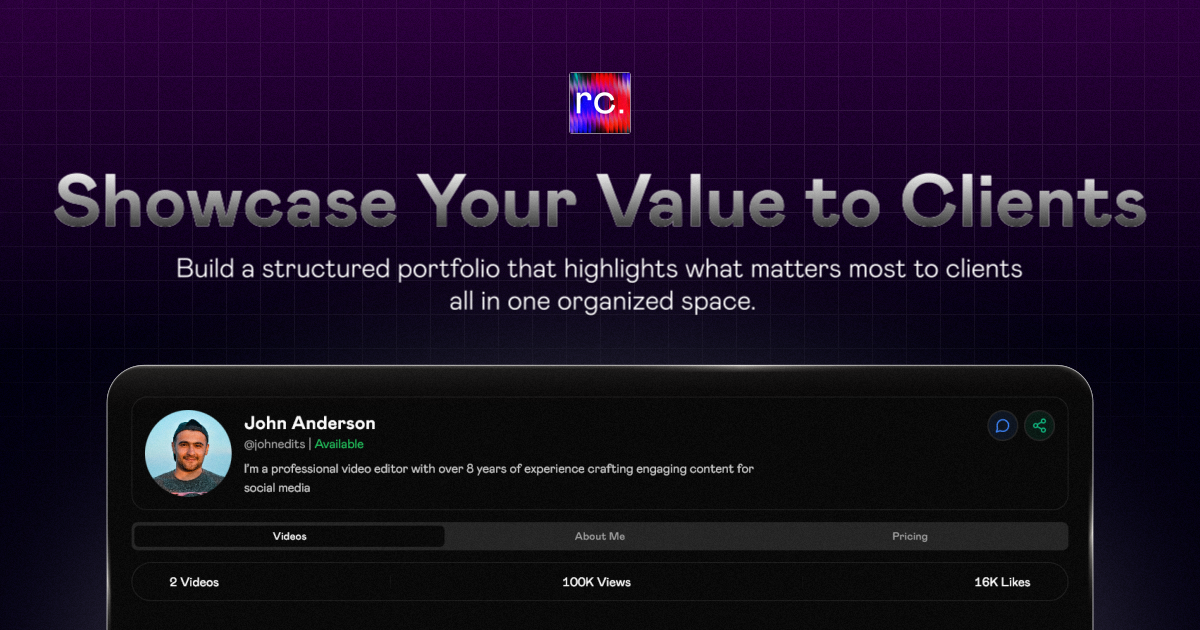 rc.
Showcase Your Value to Clients
Build a structured portfolio that highlights what matters most to clients
all in one organized space.
John Anderson
@johnedits | Available
I'm a professional video editor with over 8 years of experience crafting engaging content for
social media
Videos
About Me
Pricing
2 Videos
100K Views
16K Likes